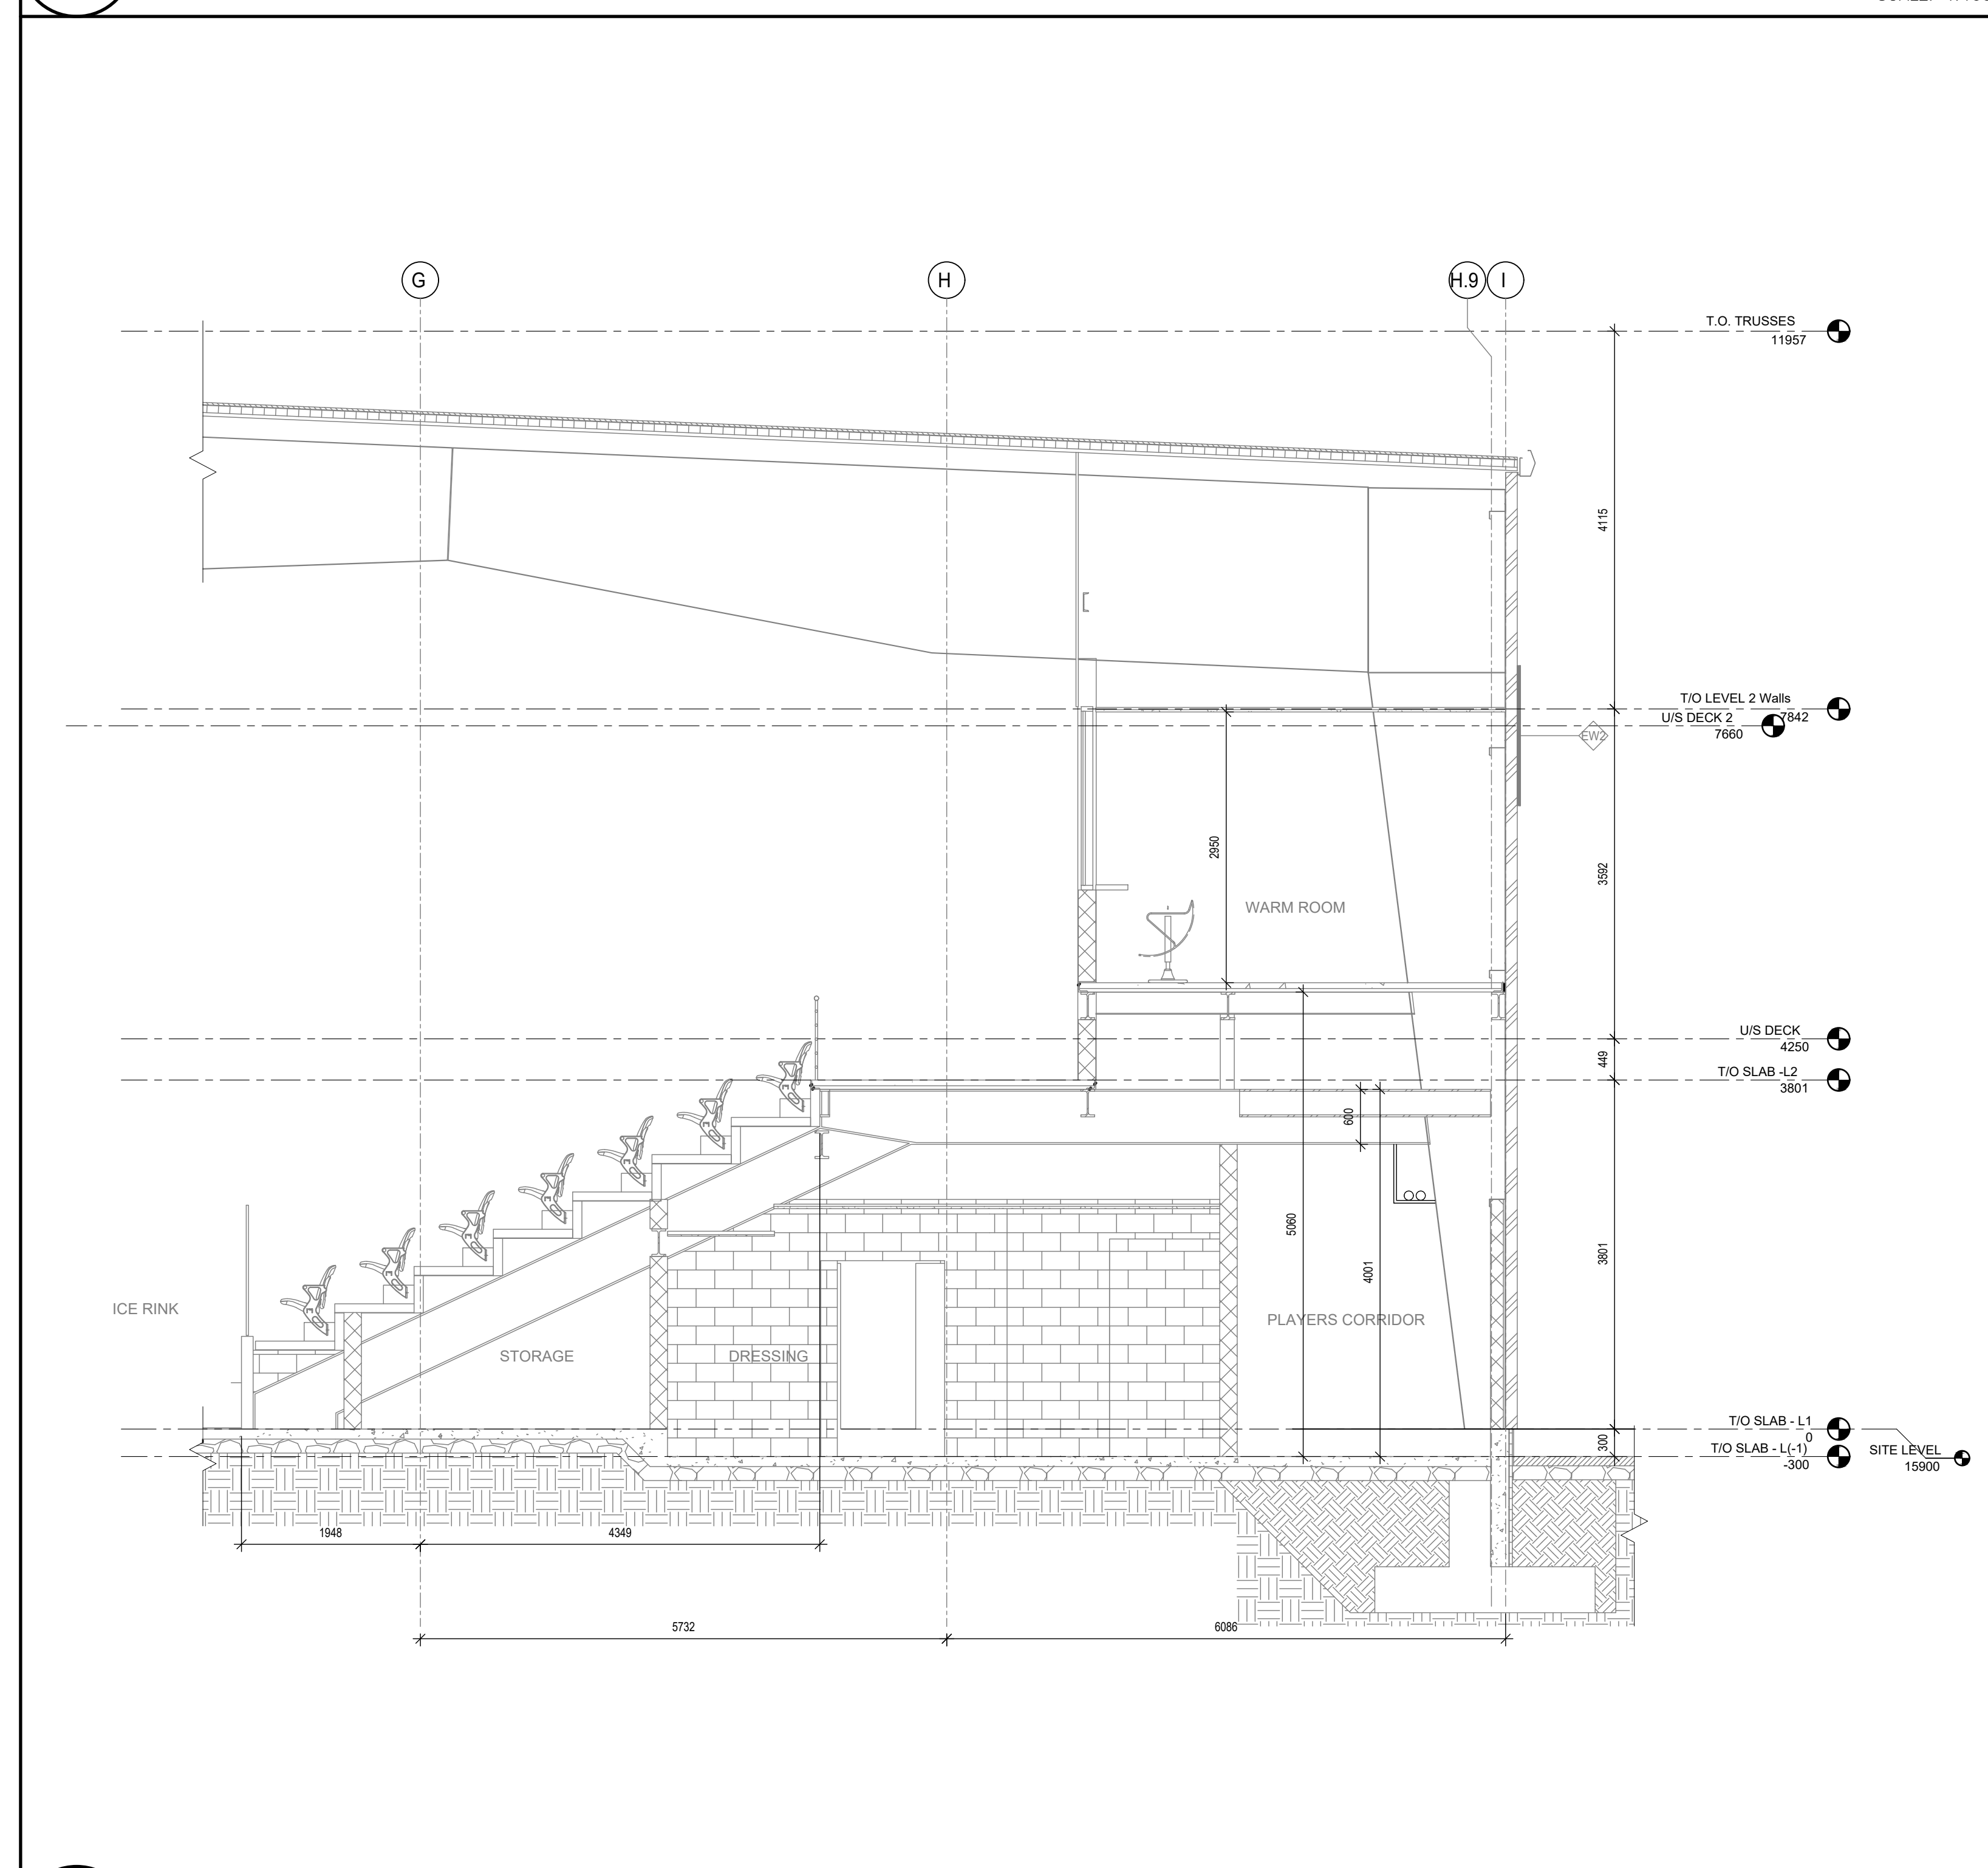 G
H
H.9
I
T.O. TRUSSES
11957
4115
T/O LEVEL 2 Walls
7842
U/S DECK 2
7660
EW2
2950
3592
WARM ROOM
U/S DECK
4250
449
T/O SLAB -L2
3801
600
5060
4001
3801
ICE RINK
PLAYERS CORRIDOR
STORAGE
DRESSING
T/O SLAB - L1
0
300
T/O SLAB - L(-1)
-300
SITE LEVEL
15900
1948
4349
5732
6086